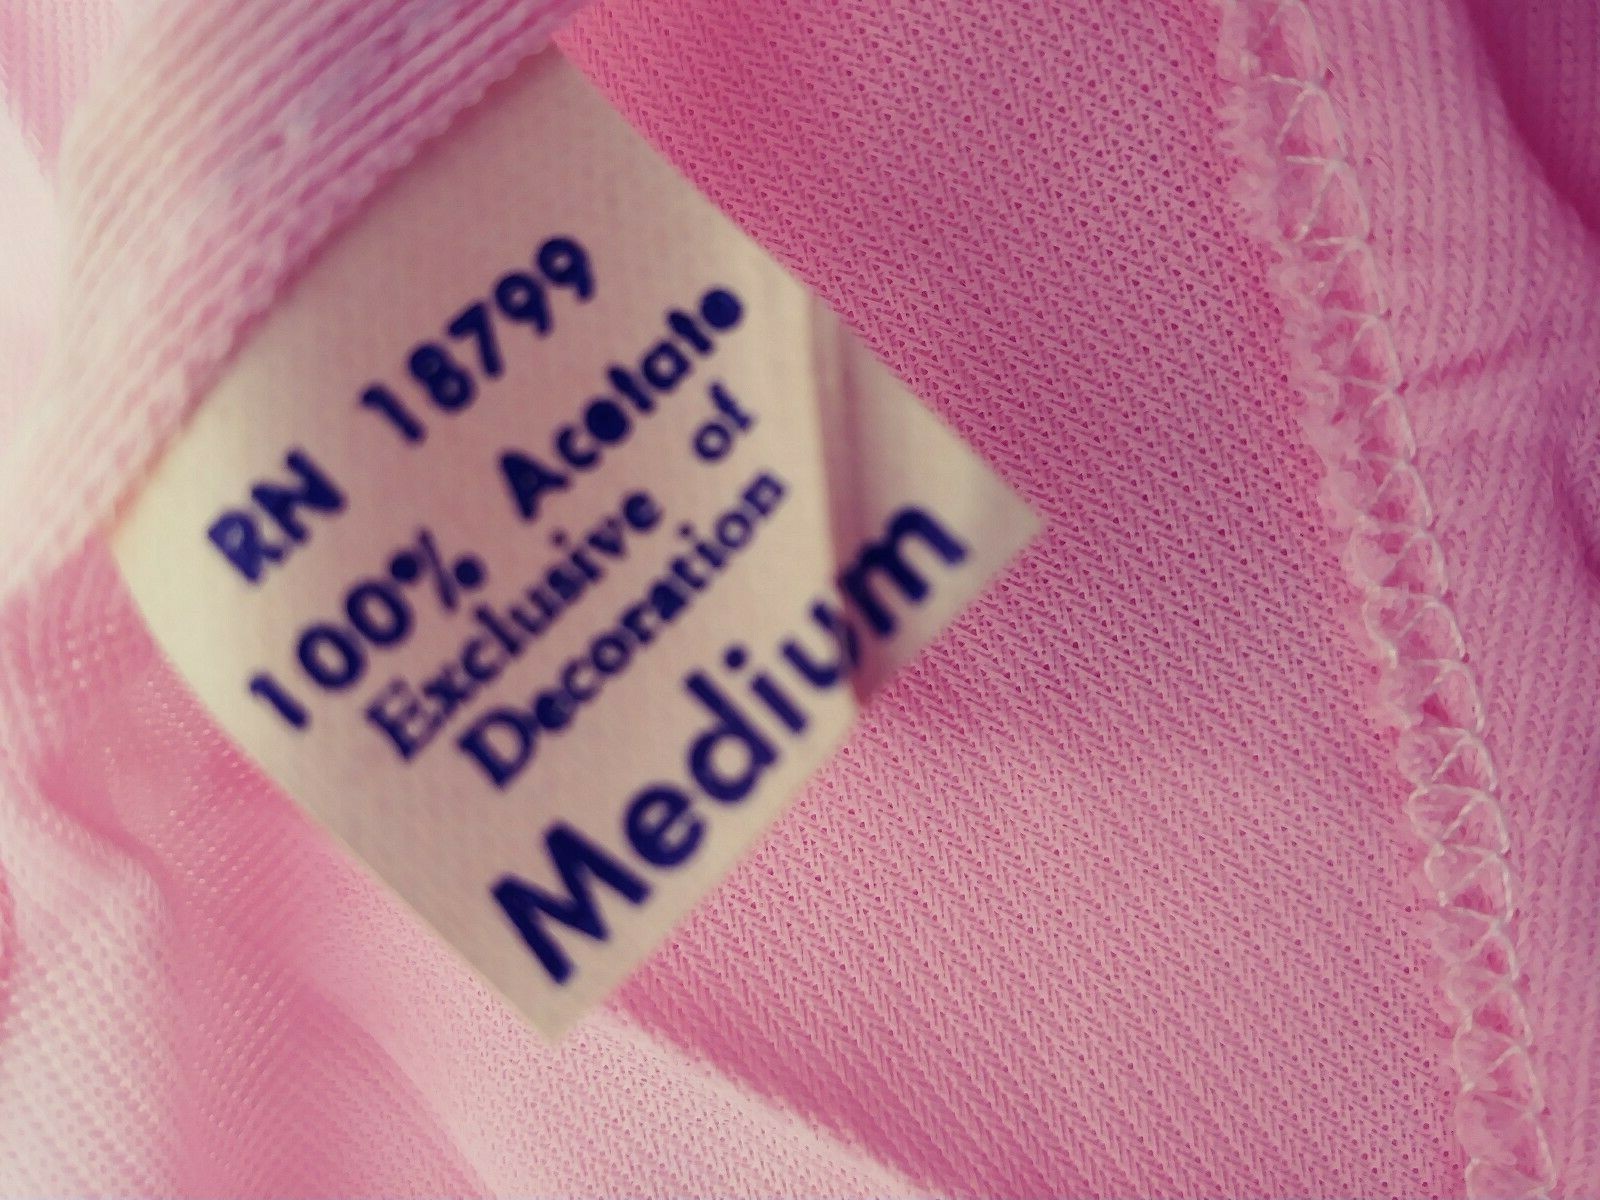 RN 18799
100% Acetate
Exclusive of
Decoration
Medium